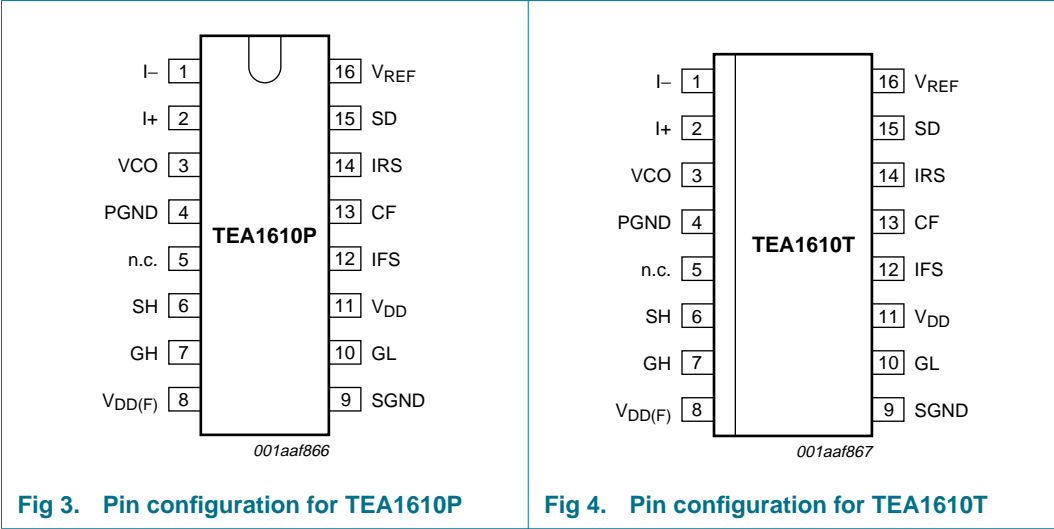 I− 1
I+ 2
VCO 3
PGND 4
n.c. 5
SH 6
GH 7
VDD(F) 8
TEA1610P
16 VREF
15 SD
14 IRS
13 CF
12 IFS
11 VDD
10 GL
9 SGND
001aaf866
Fig 3. Pin configuration for TEA1610P
I− 1
I+ 2
VCO 3
PGND 4
n.c. 5
SH 6
GH 7
VDD(F) 8
TEA1610T
16 VREF
15 SD
14 IRS
13 CF
12 IFS
11 VDD
10 GL
9 SGND
001aaf867
Fig 4. Pin configuration for TEA1610T